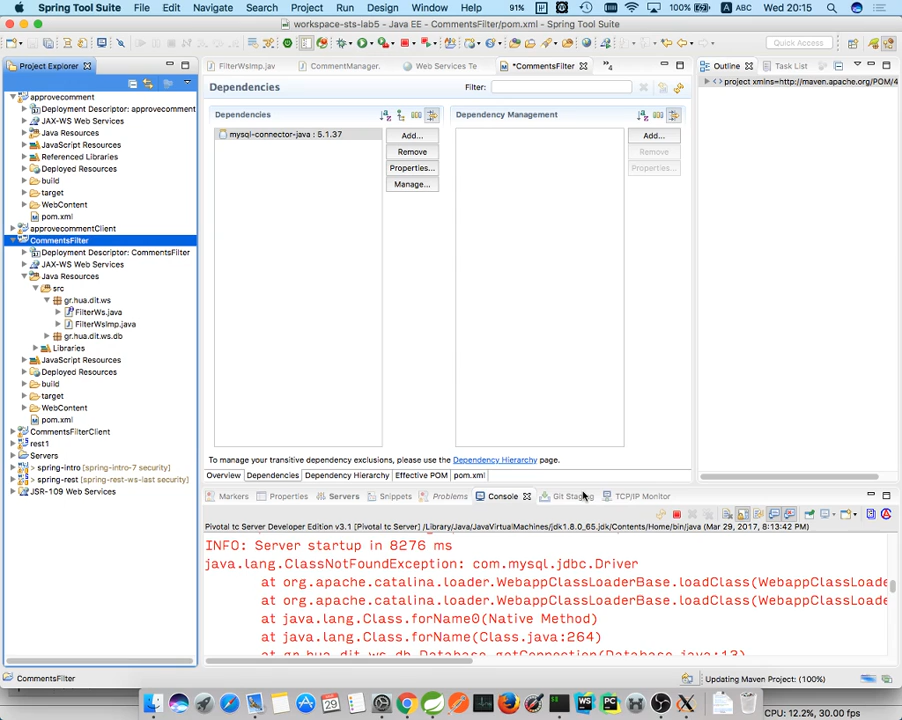 STS File Edit Navigate Search Project Run Design Window Help 100% ABC Wed 20:15
workspace-sts-lab5 - Java EE - CommentsFilter/pom.xml - Spring Tool Suite
Quick Access
Project Explorer
approvecomment
Deployment Descriptor: approvecomment
JAX-WS Web Services
Java Resources
JavaScript Resources
Referenced Libraries
Deployed Resources
build
target
WebContent
pom.xml
approvecommentClient
CommentsFilter
Deployment Descriptor: CommentsFilter
JAX-WS Web Services
Java Resources
src
gr.hua.dit.ws
FilterWs.java
FilterWsImp.java
gr.hua.dit.ws.db
Libraries
JavaScript Resources
Deployed Resources
build
target
WebContent
pom.xml
CommentsFilterClient
rest1
Servers
spring-intro [spring-intro-7 security]
spring-rest [spring-rest-ws-last security]
JSR-109 Web Services
FilterWsImp.jav
CommentManager.
Web Services Te
*CommentsFilter
4
Dependencies
Filter:
Dependencies
mysql-connector-java : 5.1.37
Add...
Remove
Properties...
Manage...
Dependency Management
Add...
Remove
Properties...
To manage your transitive dependency exclusions, please use the Dependency Hierarchy page.
Overview Dependencies Dependency Hierarchy Effective POM pom.xml
Outline Task List
project xmlns=http://maven.apache.org/POM/4
Markers Properties Servers Snippets Problems Console Git Staging TCP/IP Monitor
Pivotal tc Server Developer Edition v3.1 [Pivotal tc Server] /Library/Java/JavaVirtualMachines/jdk1.8.0_65.jdk/Contents/Home/bin/java (Mar 29, 2017, 8:13:42 PM)
INFO: Server startup in 8276 ms
java.lang.ClassNotFoundException: com.mysql.jdbc.Driver
at org.apache.catalina.loader.WebappClassLoaderBase.loadClass(WebappClassLoade
at org.apache.catalina.loader.WebappClassLoaderBase.loadClass(WebappClassLoade
at java.lang.Class.forName0(Native Method)
at java.lang.Class.forName(Class.java:264)
at gr.hua.dit.ws.db.Database.getConnection(Database.java:13)
CommentsFilter
Updating Maven Project: (100%)
CPU: 12.2%, 30.00 fps